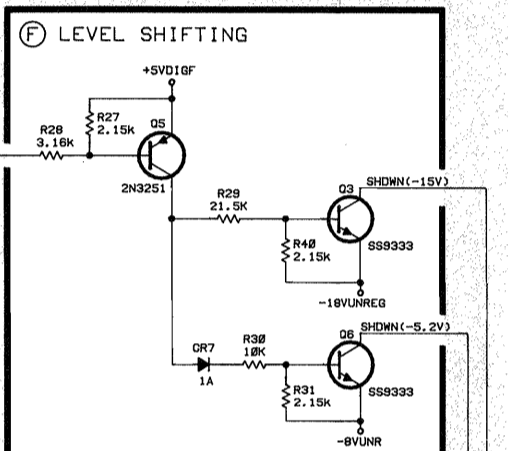 F LEVEL SHIFTING
+5VDIGF
R27
2.15K
Q5
R28
3.16K
2N3251
R29
21.5K
Q3
SHDWN(-15V)
R40
2.15K
SS9333
-18VUNREG
SHDWN(-5.2V)
Q6
CR7
1A
R30
10K
R31
2.15K
SS9333
-8VUNR